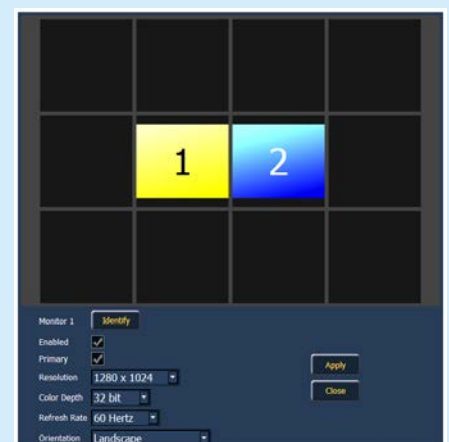 1 2
Monitor 1 Identify
Enabled
Primary
Apply
Resolution 1280 x 1024
Close
Color Depth 32 bit
Refresh Rate 60 Hertz
Orientation Landscape